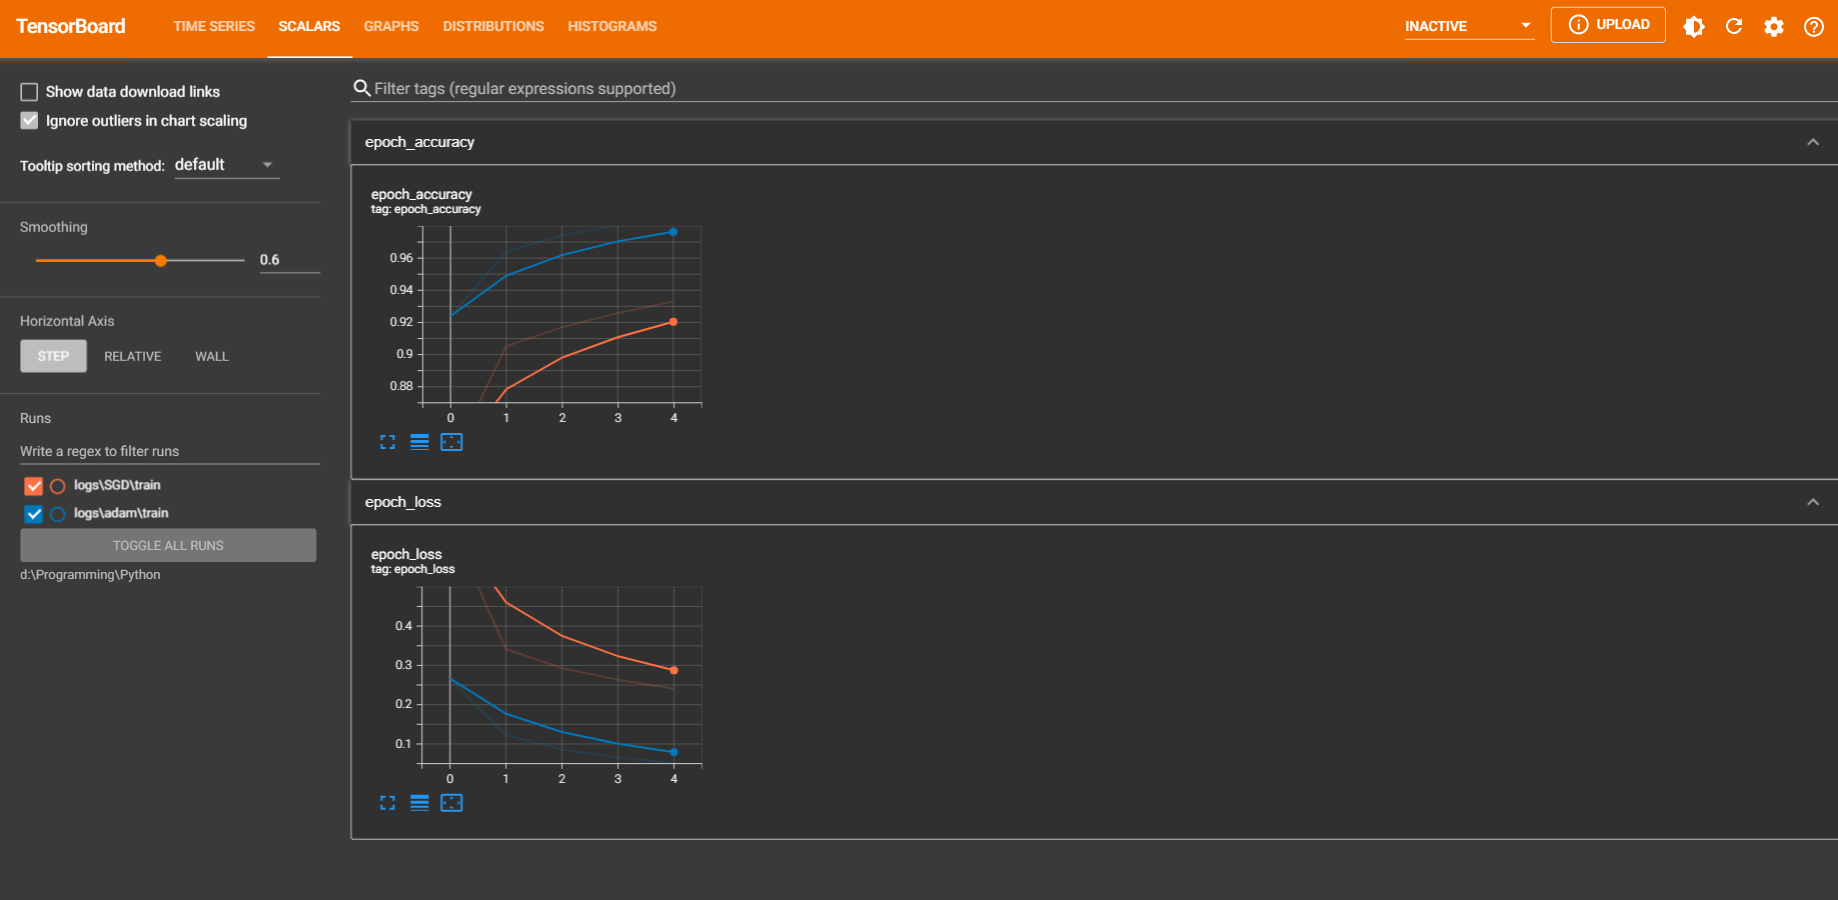 TensorBoard TIME SERIES SCALARS GRAPHS DISTRIBUTIONS HISTOGRAMS INACTIVE UPLOAD
Show data download links
Ignore outliers in chart scaling
Tooltip sorting method: default
Smoothing
0.6
Horizontal Axis
STEP RELATIVE WALL
Runs
Write a regex to filter runs
logs\SGD\train
logs\adam\train
TOGGLE ALL RUNS
d:\Programming\Python
Filter tags (regular expressions supported)
epoch_accuracy
epoch_accuracy
tag: epoch_accuracy
0.96
0.94
0.92
0.9
0.88
0 1 2 3 4
epoch_loss
epoch_loss
tag: epoch_loss
0.4
0.3
0.2
0.1
0 1 2 3 4